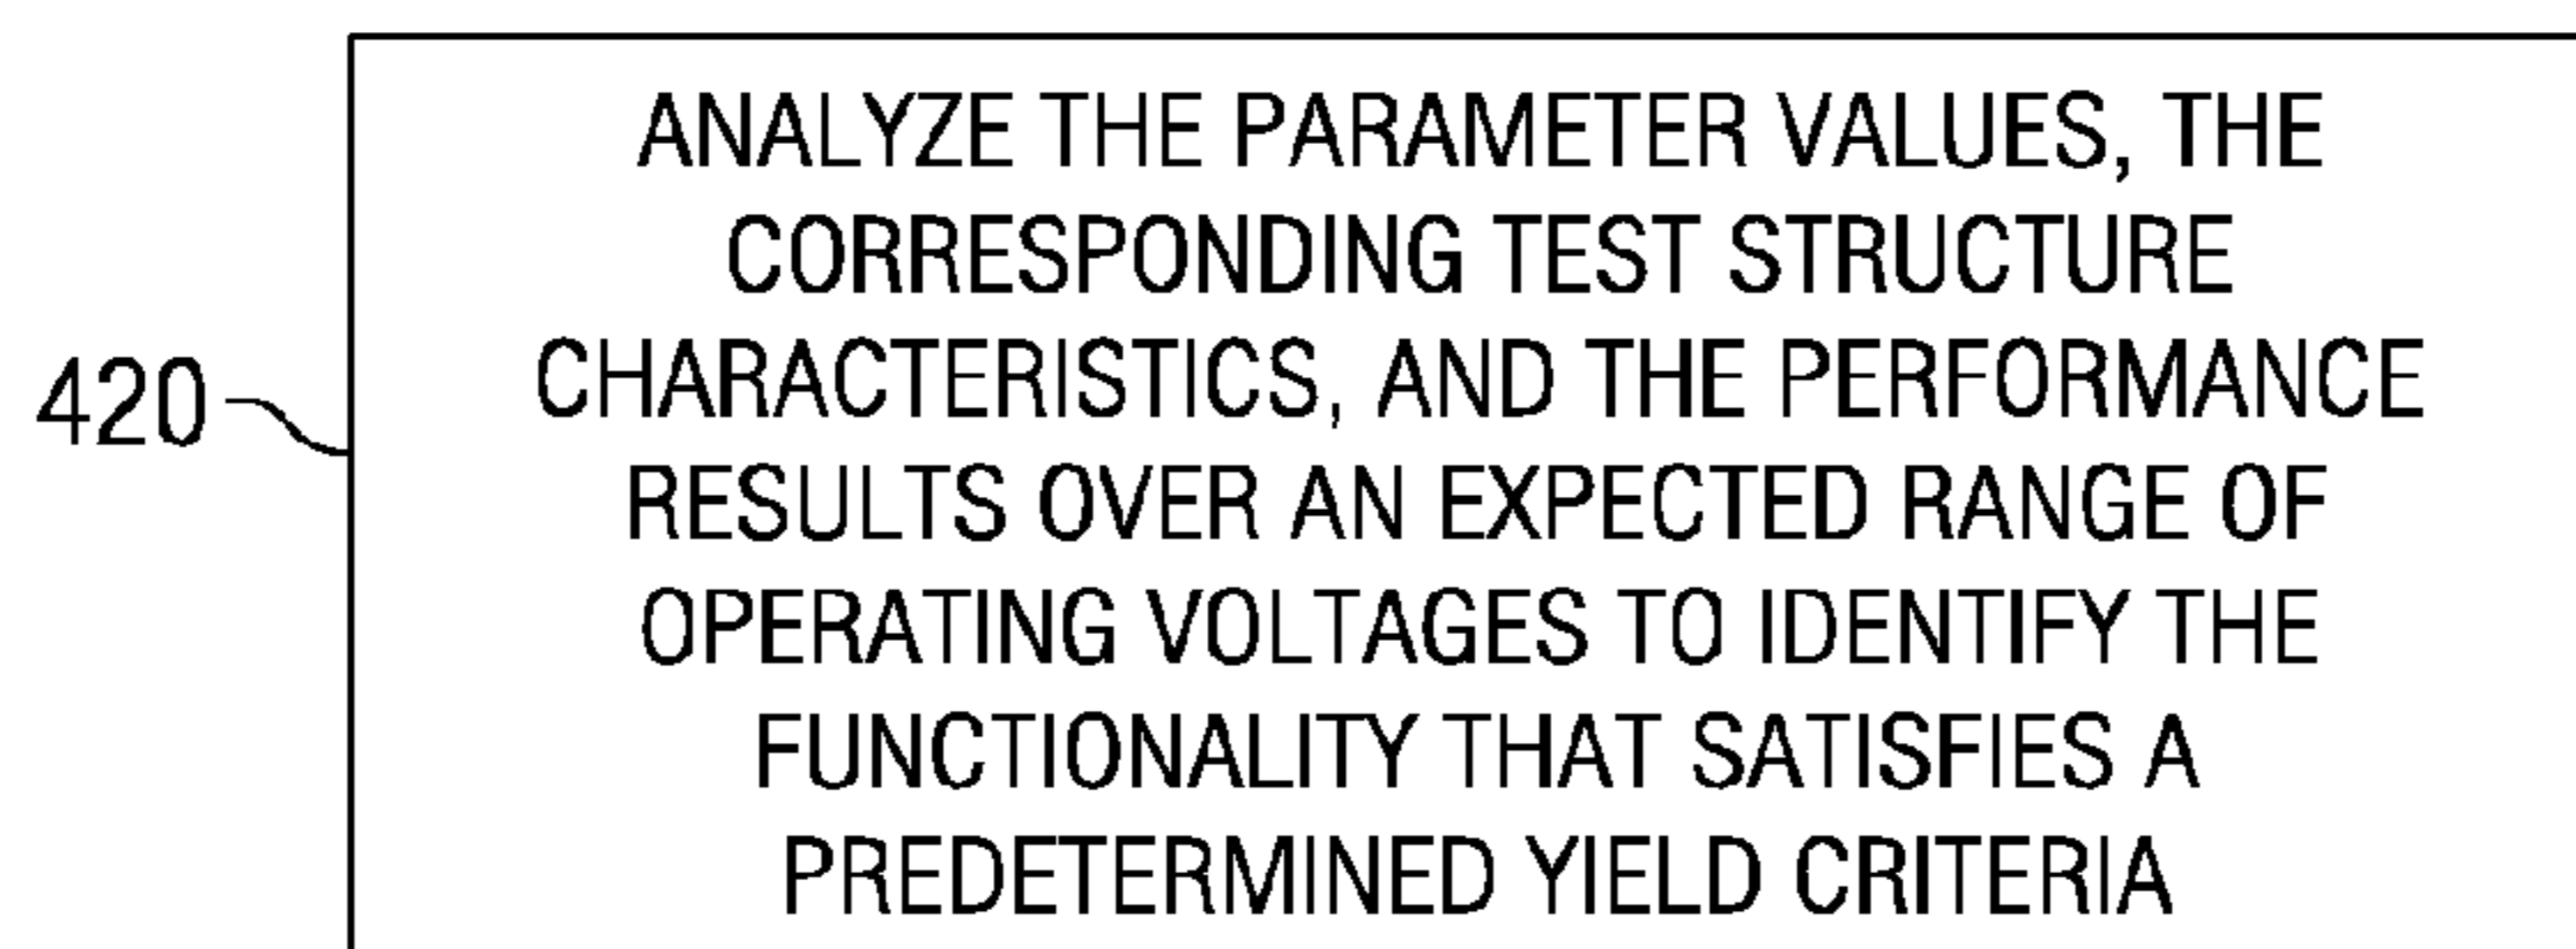 ANALYZE THE PARAMETER VALUES, THE
CORRESPONDING TEST STRUCTURE
CHARACTERISTICS, AND THE PERFORMANCE
420
RESULTS OVER AN EXPECTED RANGE OF
OPERATING VOLTAGES TO IDENTIFY THE
FUNCTIONALITY THAT SATISFIES A
PREDETERMINED YIELD CRITERIA